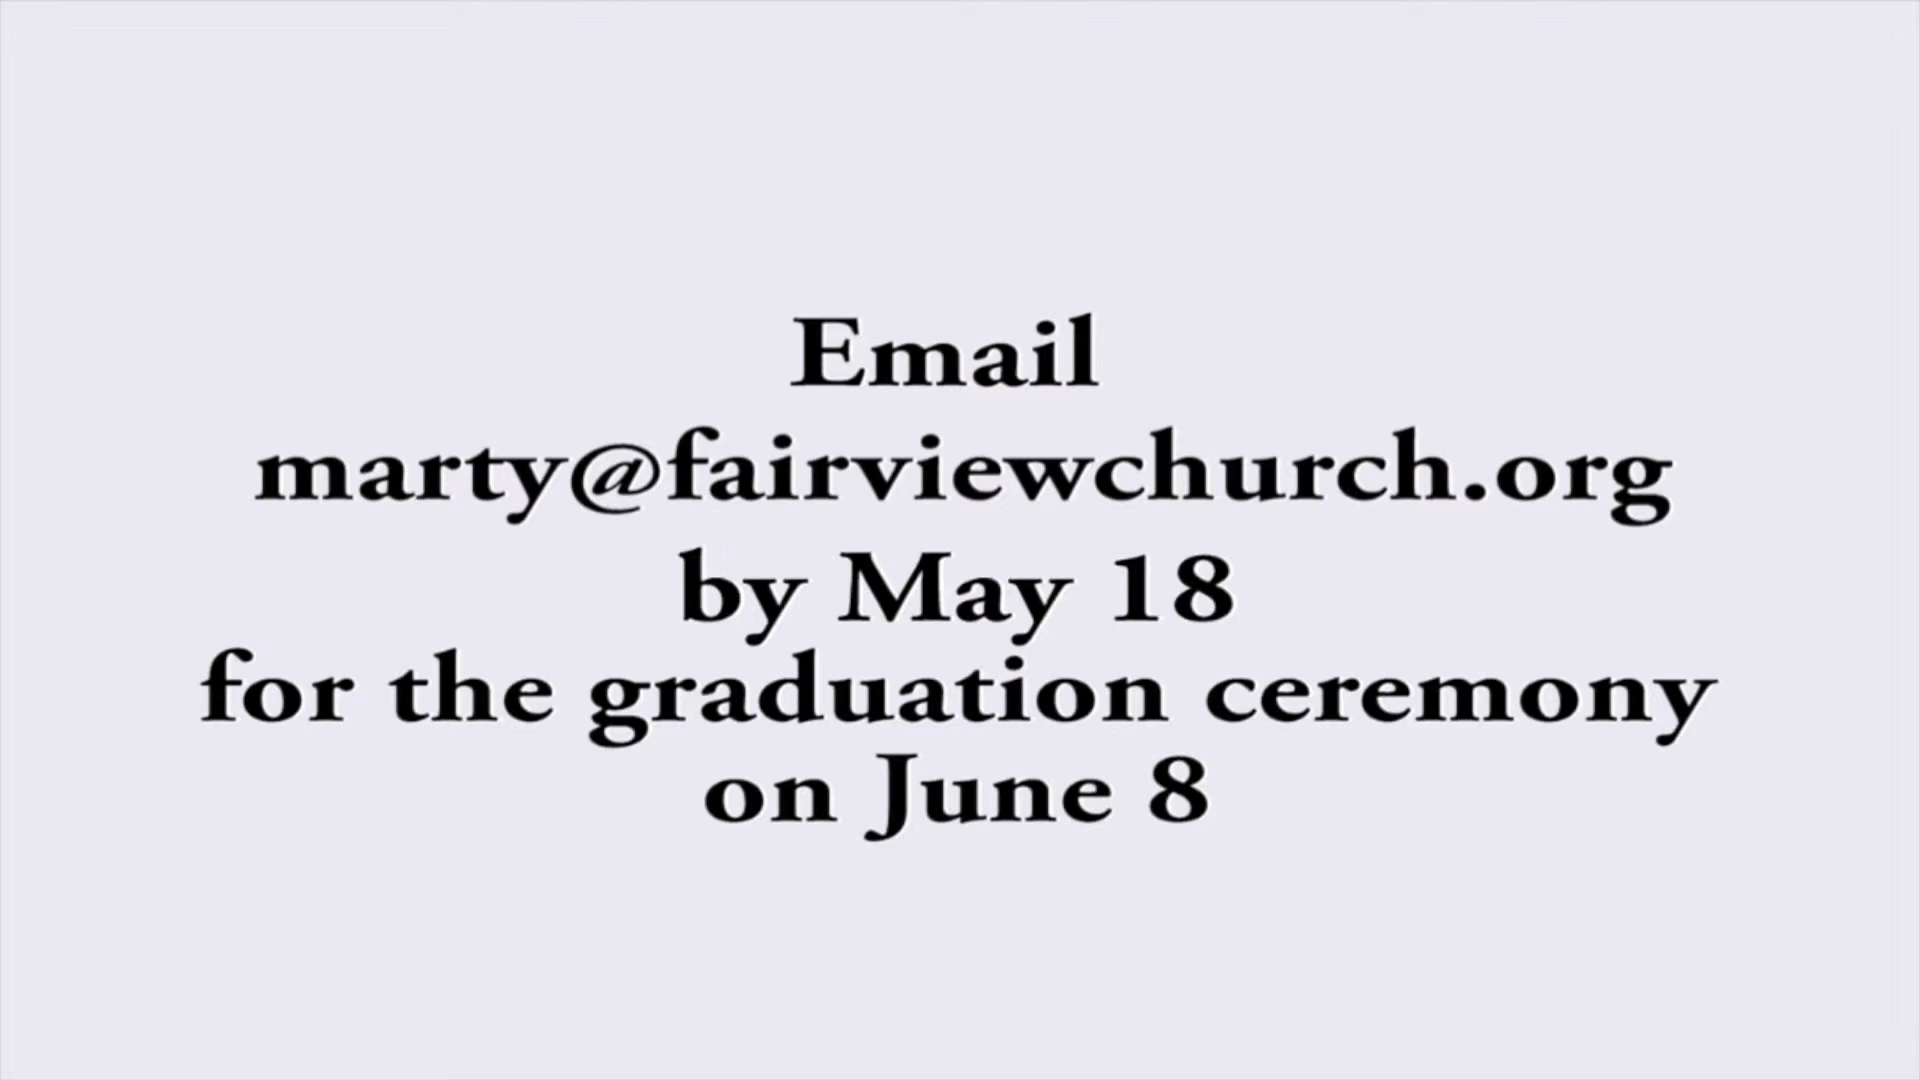 Email
marty@fairviewchurch.org
by May 18
for the graduation ceremony
on June 8